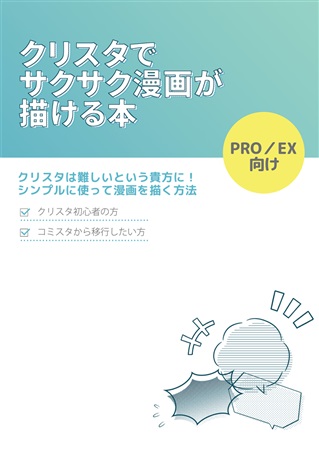 クリスタで
サクサク漫画が
描ける本
PRO／EX
向け
クリスタは難しいという貴方に！
シンプルに使って漫画を描く方法
クリスタ初心者の方
コミスタから移行したい方